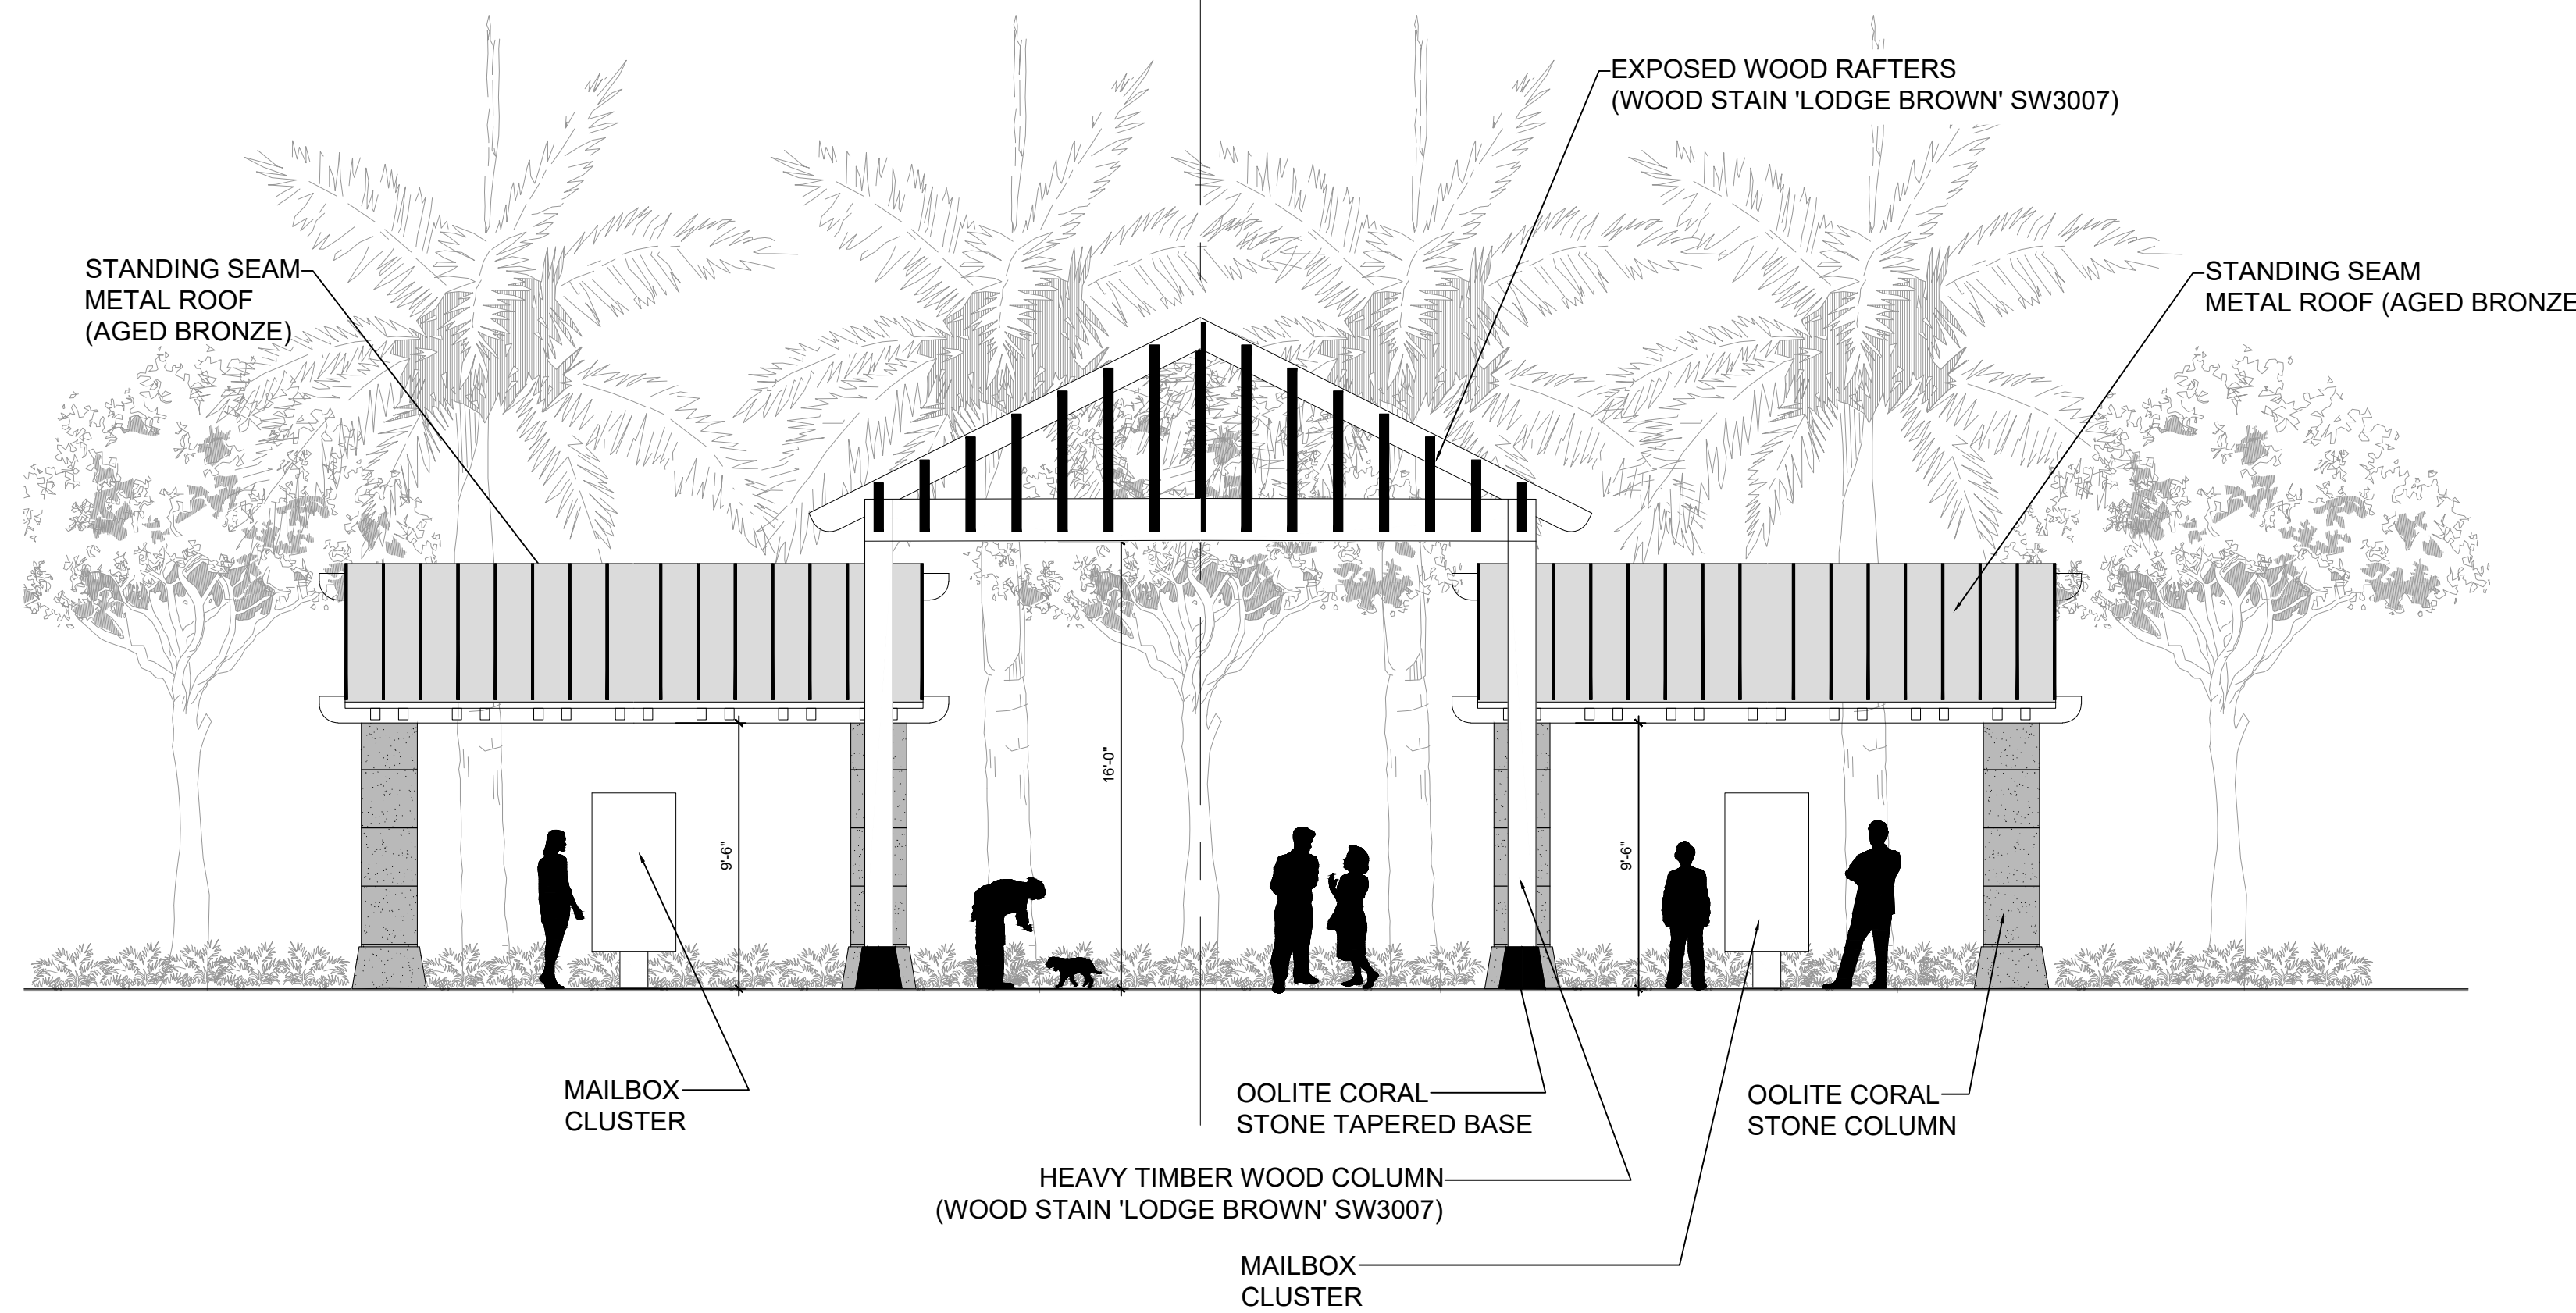 EXPOSED WOOD RAFTERS
(WOOD STAIN 'LODGE BROWN' SW3007)
STANDING SEAM
METAL ROOF
(AGED BRONZE)
STANDING SEAM
METAL ROOF (AGED BRONZE
16'-0"
9'-6"
9'-6"
MAILBOX
CLUSTER
OOLITE CORAL
STONE TAPERED BASE
OOLITE CORAL
STONE COLUMN
HEAVY TIMBER WOOD COLUMN
(WOOD STAIN 'LODGE BROWN' SW3007)
MAILBOX
CLUSTER